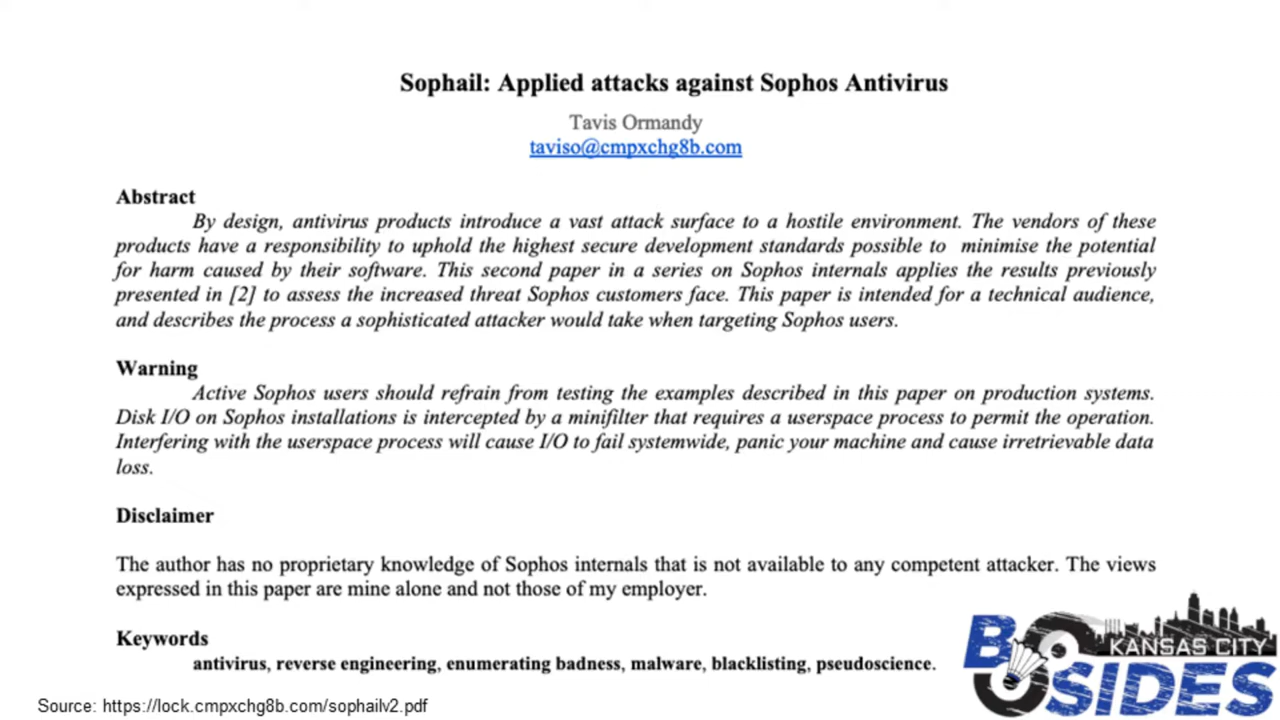 Sophail: Applied attacks against Sophos Antivirus
Tavis Ormandy
taviso@cmpxchg8b.com
Abstract
By design, antivirus products introduce a vast attack surface to a hostile environment. The vendors of these
products have a responsibility to uphold the highest secure development standards possible to minimise the potential
for harm caused by their software. This second paper in a series on Sophos internals applies the results previously
presented in [2] to assess the increased threat Sophos customers face. This paper is intended for a technical audience,
and describes the process a sophisticated attacker would take when targeting Sophos users.
Warning
Active Sophos users should refrain from testing the examples described in this paper on production systems.
Disk I/O on Sophos installations is intercepted by a minifilter that requires a userspace process to permit the operation.
Interfering with the userspace process will cause I/O to fail systemwide, panic your machine and cause irretrievable data
loss.
Disclaimer
The author has no proprietary knowledge of Sophos internals that is not available to any competent attacker. The views
expressed in this paper are mine alone and not those of my employer.
Keywords
antivirus, reverse engineering, enumerating badness, malware, blacklisting, pseudoscience.
Source: https://lock.cmpxchg8b.com/sophailv2.pdf
KANSAS CITY
BSIDES